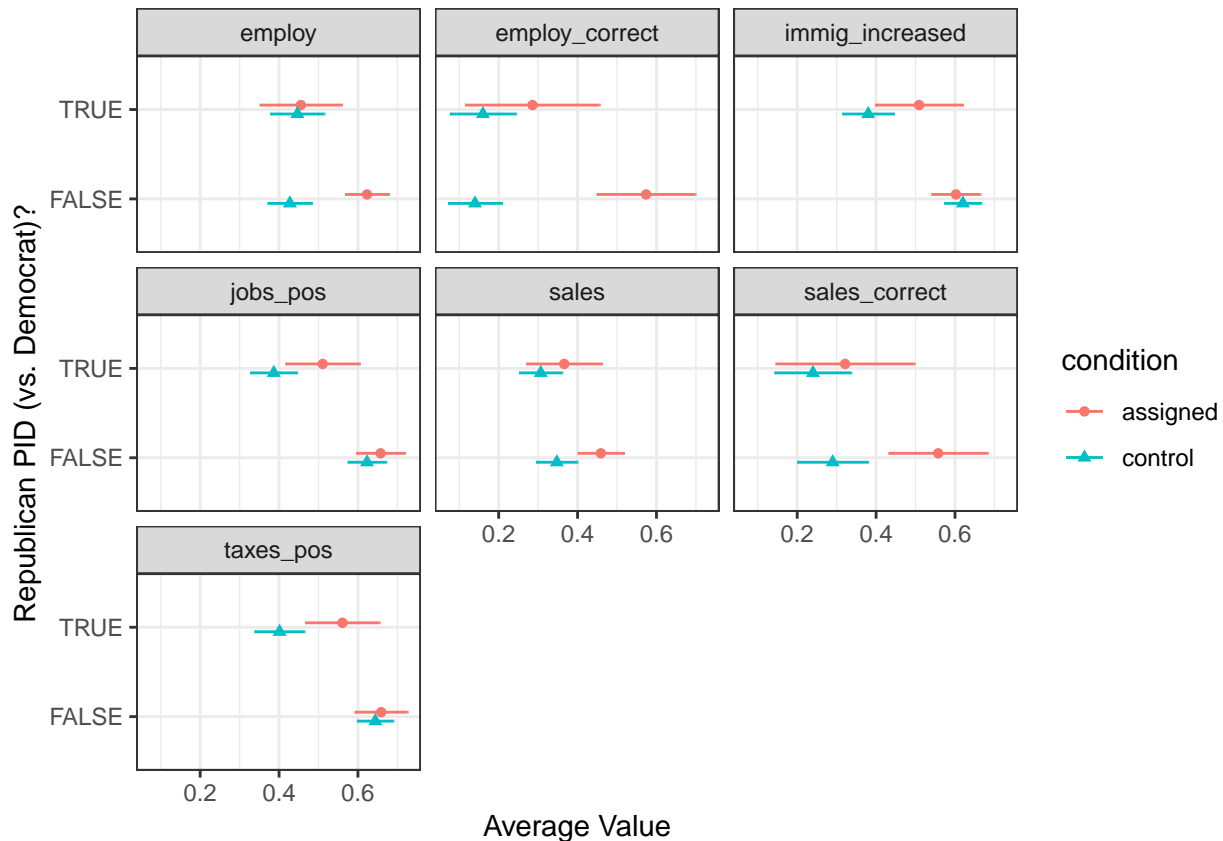 employ
employ_correct
immig_increased
TRUE
FALSE
jobs_pos
sales
sales_correct
TRUE
FALSE
0.2 0.4 0.6
0.2 0.4 0.6
taxes_pos
TRUE
FALSE
0.2 0.4 0.6
Average Value
Republican PID (vs. Democrat)?
condition
assigned
control